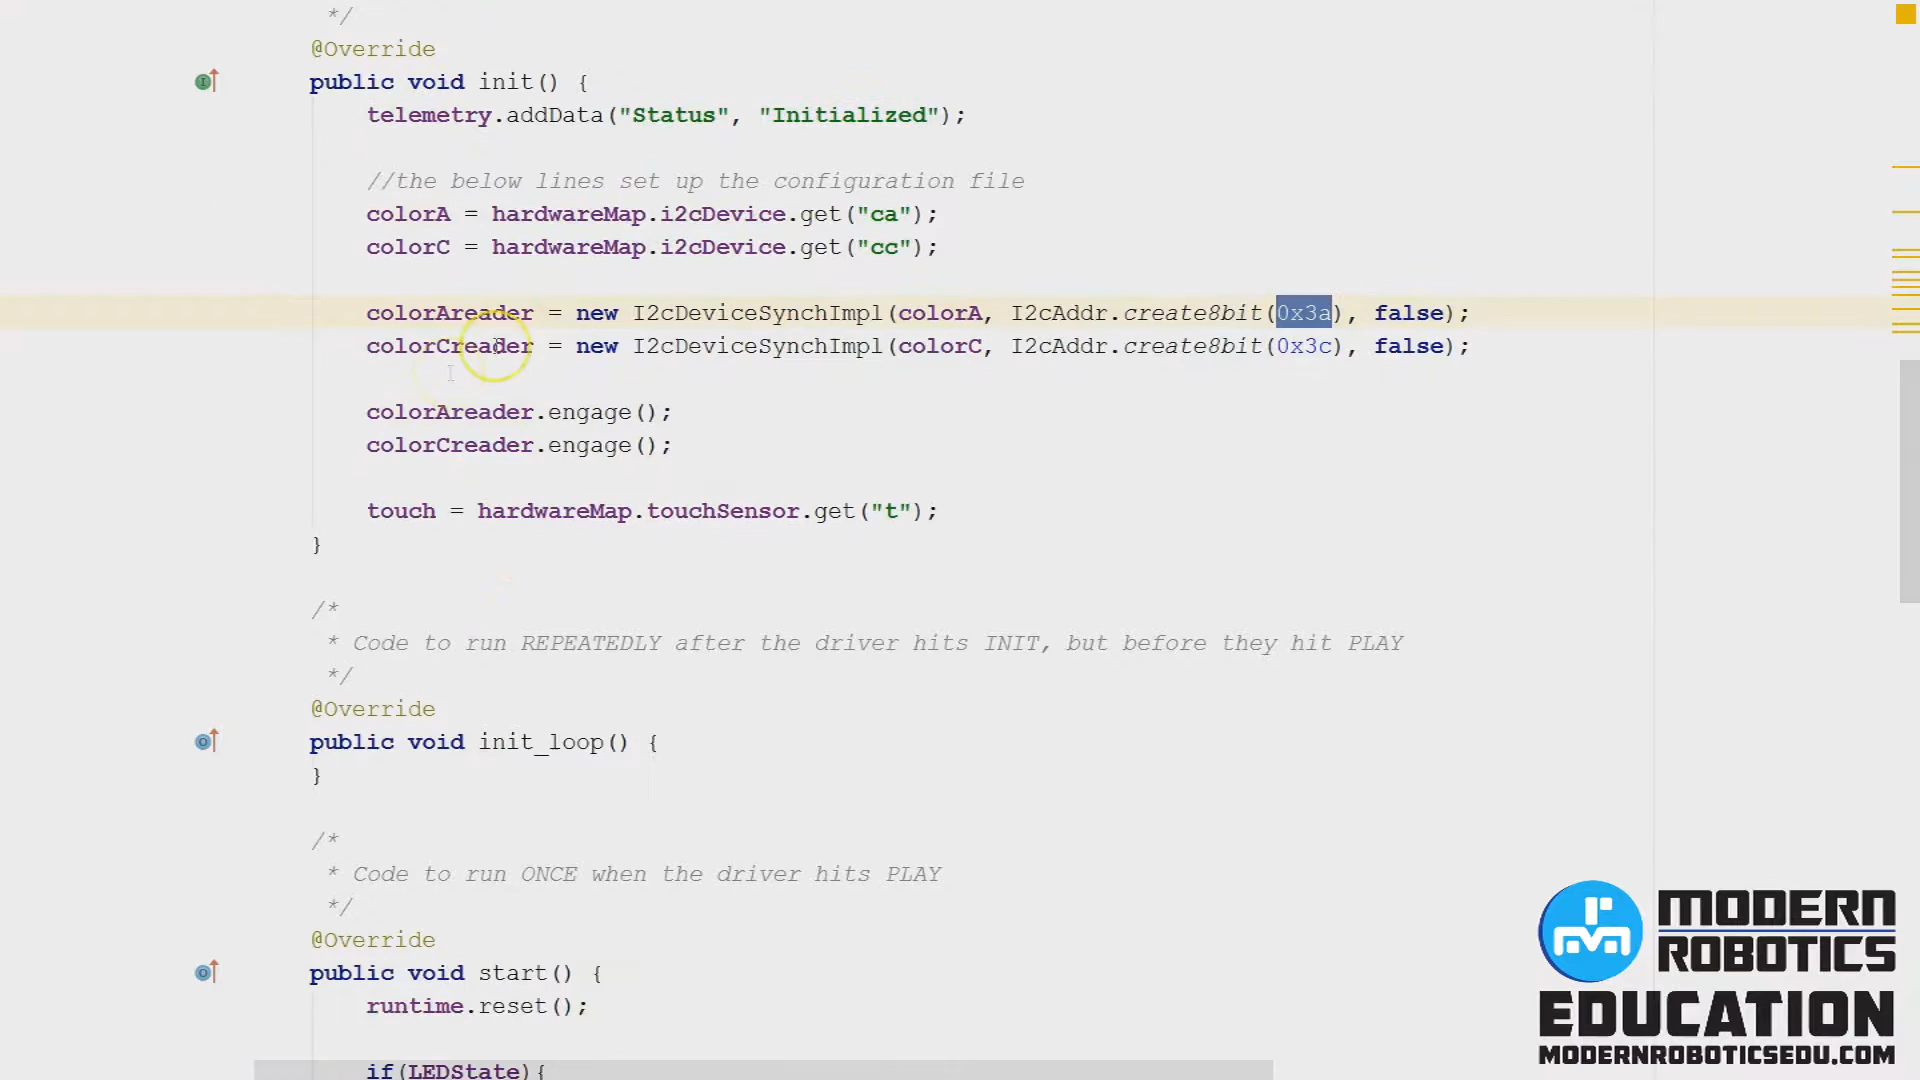 */
@Override
public void init() {
telemetry.addData("Status", "Initialized");
//the below lines set up the configuration file
colorA = hardwareMap.i2cDevice.get("ca");
colorC = hardwareMap.i2cDevice.get("cc");
colorAreader = new I2cDeviceSynchImpl(colorA, I2cAddr.create8bit(0x3a), false);
colorCreader = new I2cDeviceSynchImpl(colorC, I2cAddr.create8bit(0x3c), false);
colorAreader.engage();
colorCreader.engage();
touch = hardwareMap.touchSensor.get("t");
}
/*
* Code to run REPEATEDLY after the driver hits INIT, but before they hit PLAY
*/
@Override
public void init_loop() {
}
/*
* Code to run ONCE when the driver hits PLAY
*/
@Override
public void start() {
runtime.reset();
if(LEDState){
MODERN
ROBOTICS
EDUCATION
MODERNROBOTICSEDU.COM